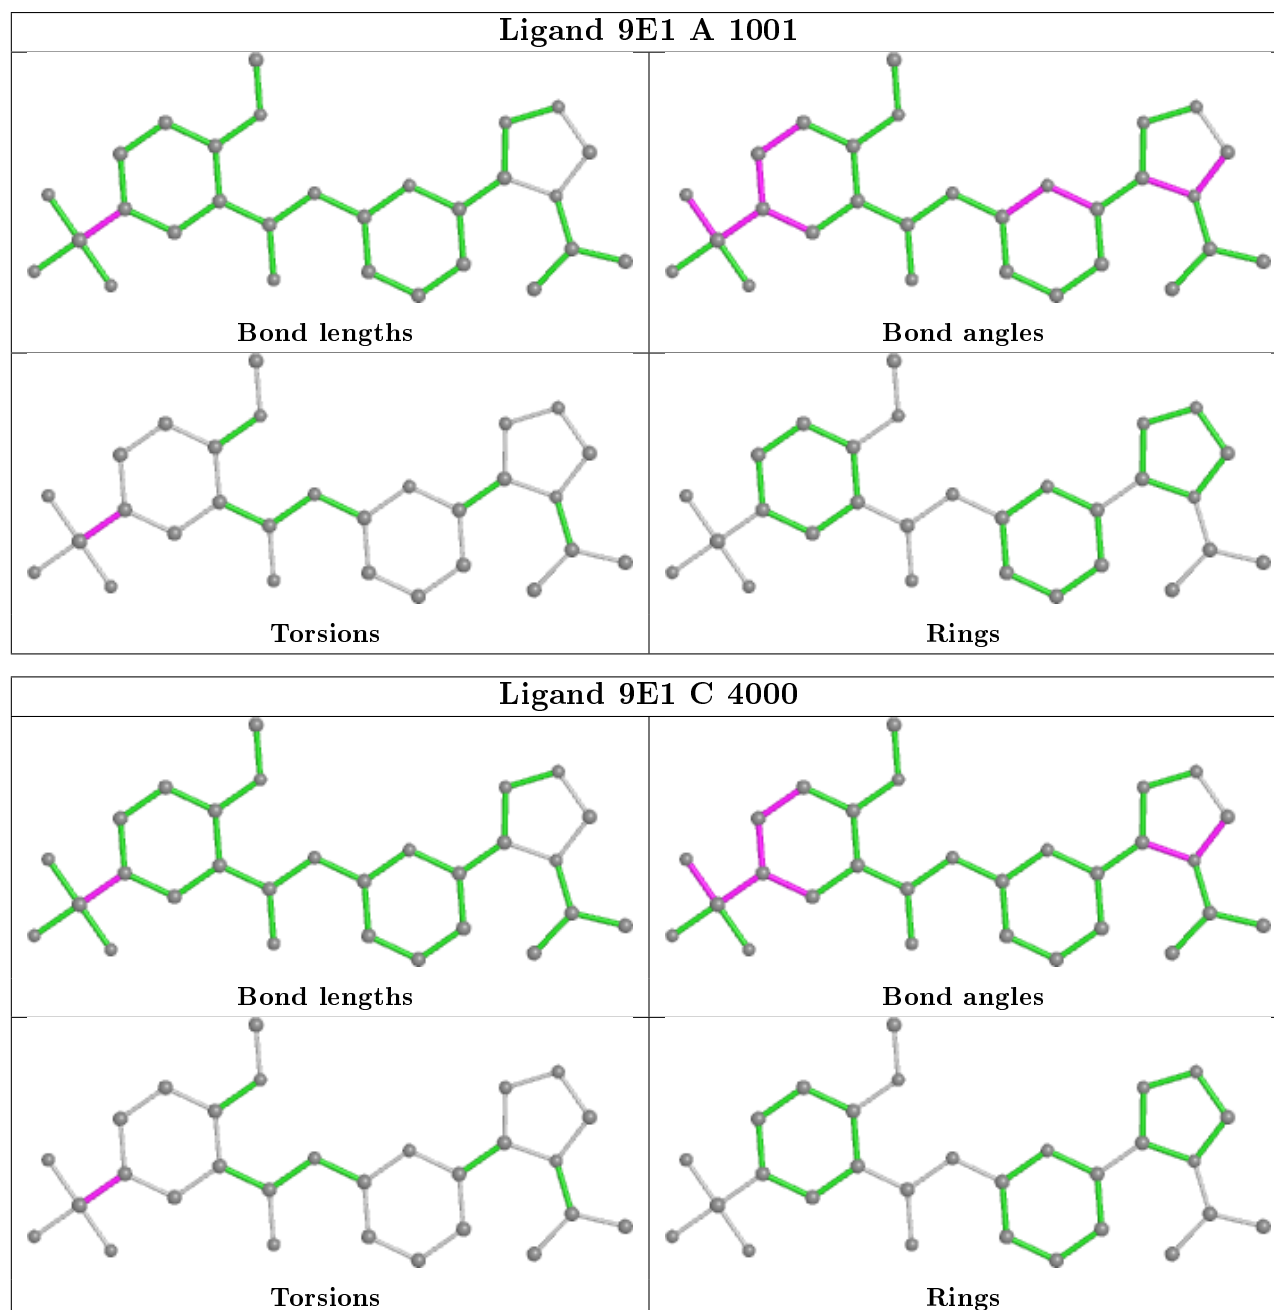 Ligand 9E1 A 1001
Bond lengths
Bond angles
Torsions
Rings
Ligand 9E1 C 4000
Bond lengths
Bond angles
Torsions
Rings